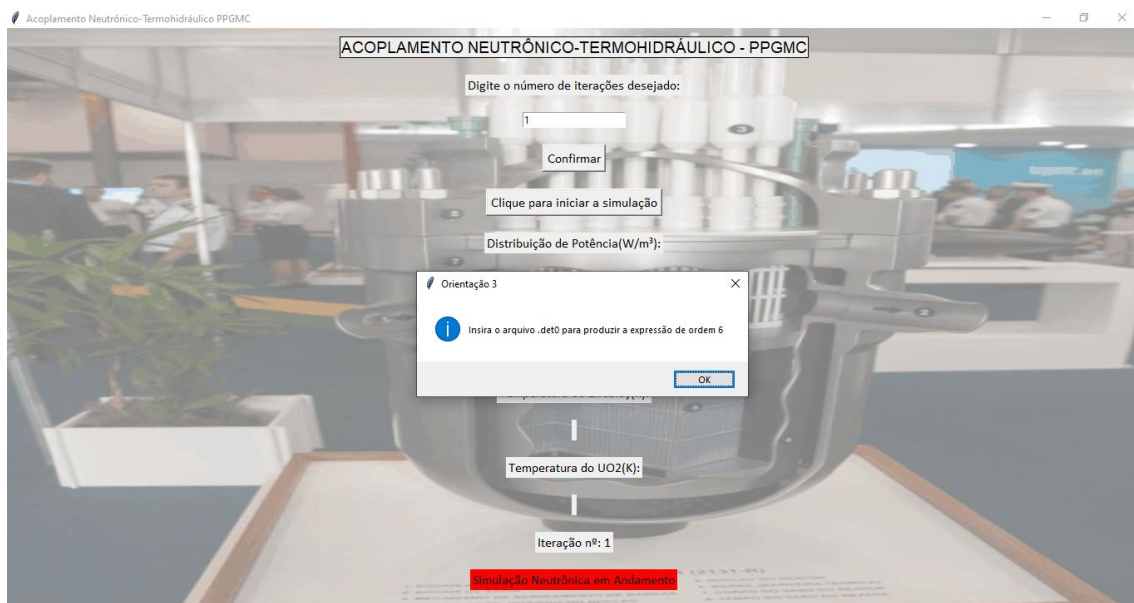 Acoplamento Neutrônico-Termohidráulico PPGMC
ACOPLAMENTO NEUTRÔNICO-TERMOHIDRÁULICO - PPGMC
Digite o número de iterações desejado:
1
Confirmar
Clique para iniciar a simulação
Distribuição de Potência(W/m³):
Orientação 3
Insira o arquivo .det0 para produzir a expressão de ordem 6
OK
Temperatura do UO2(K):
Iteração nº: 1
Simulação Neutrônica em Andamento